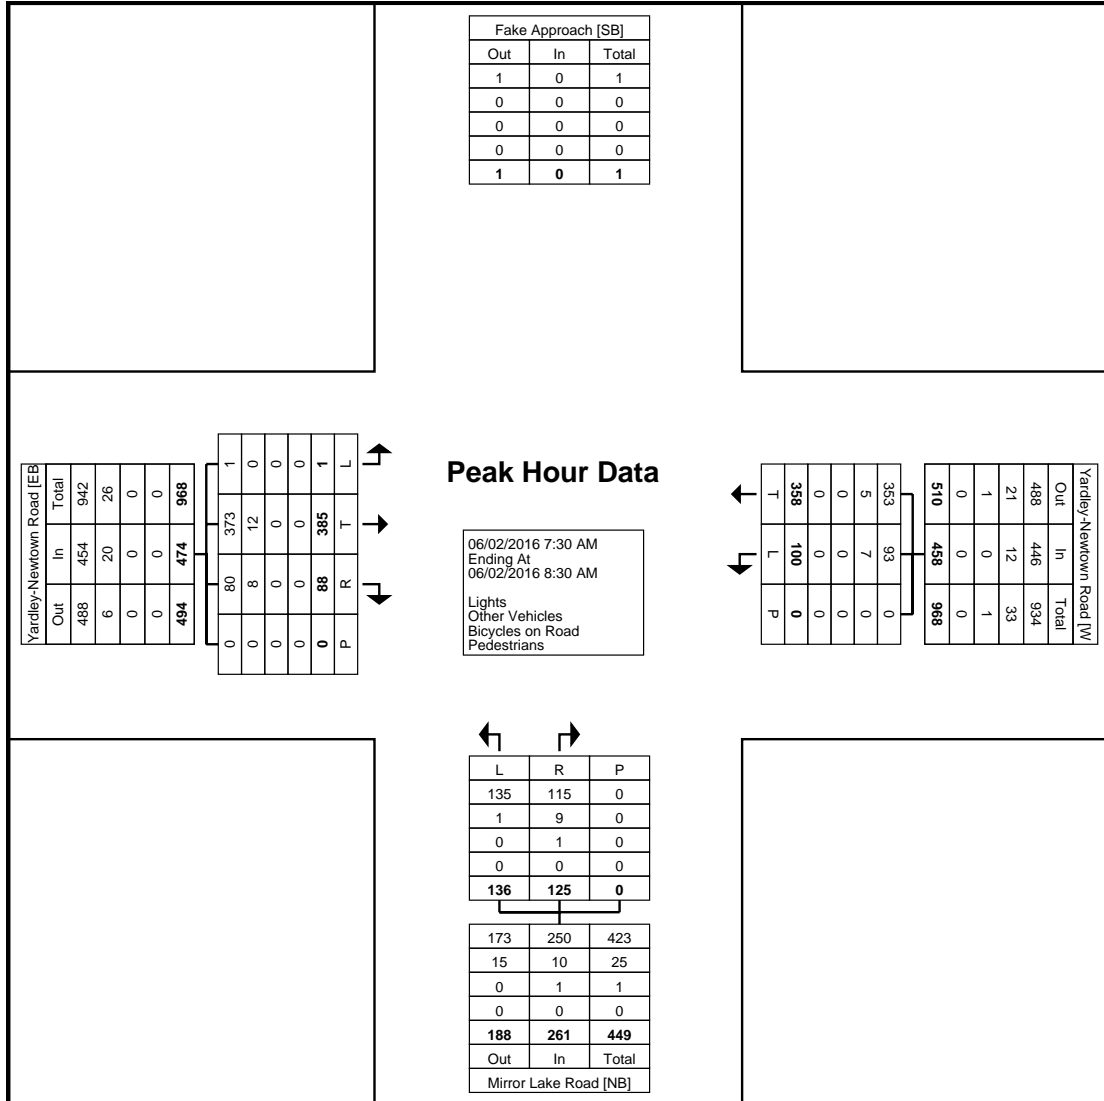 Fake Approach [SB]
Out In Total
1 0 1
0 0 0
0 0 0
0 0 0
1 0 1
Peak Hour Data
06/02/2016 7:30 AM
Ending At
06/02/2016 8:30 AM
Lights
Other Vehicles
Bicycles on Road
Pedestrians
Yardley-Newtown Road [EB
Out In Total
488 454 942
6 20 26
0 0 0
0 0 0
494 474 968
0 80 373 1
0 8 12 0
0 0 0 0
0 0 0 0
0 88 385 1
P R T L
Yardley-Newtown Road [W
Out In Total
488 446 934
21 12 33
1 0 1
0 0 0
510 458 968
353 93 0
5 7 0
0 0 0
0 0 0
358 100 0
T L P
L R P
135 115 0
1 9 0
0 1 0
0 0 0
136 125 0
173 250 423
15 10 25
0 1 1
0 0 0
188 261 449
Out In Total
Mirror Lake Road [NB]